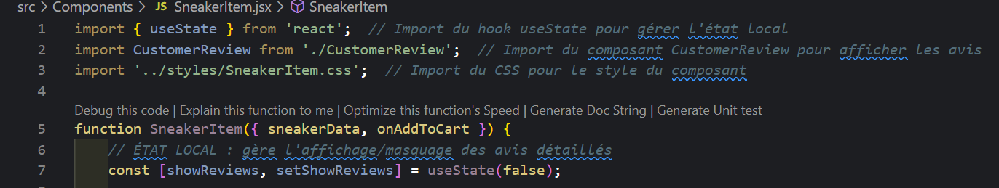 src > Components > JS SneakerItem.jsx > SneakerItem
1 import { useState } from 'react';  // Import du hook useState pour gérer l'état local
2 import CustomerReview from './CustomerReview';  // Import du composant CustomerReview pour afficher les avis
3 import '../styles/SneakerItem.css';  // Import du CSS pour le style du composant
4
Debug this code | Explain this function to me | Optimize this function's Speed | Generate Doc String | Generate Unit test
5 function SneakerItem({ sneakerData, onAddToCart }) {
6     // ÉTAT LOCAL : gère l'affichage/masquage des avis détaillés
7     const [showReviews, setShowReviews] = useState(false);